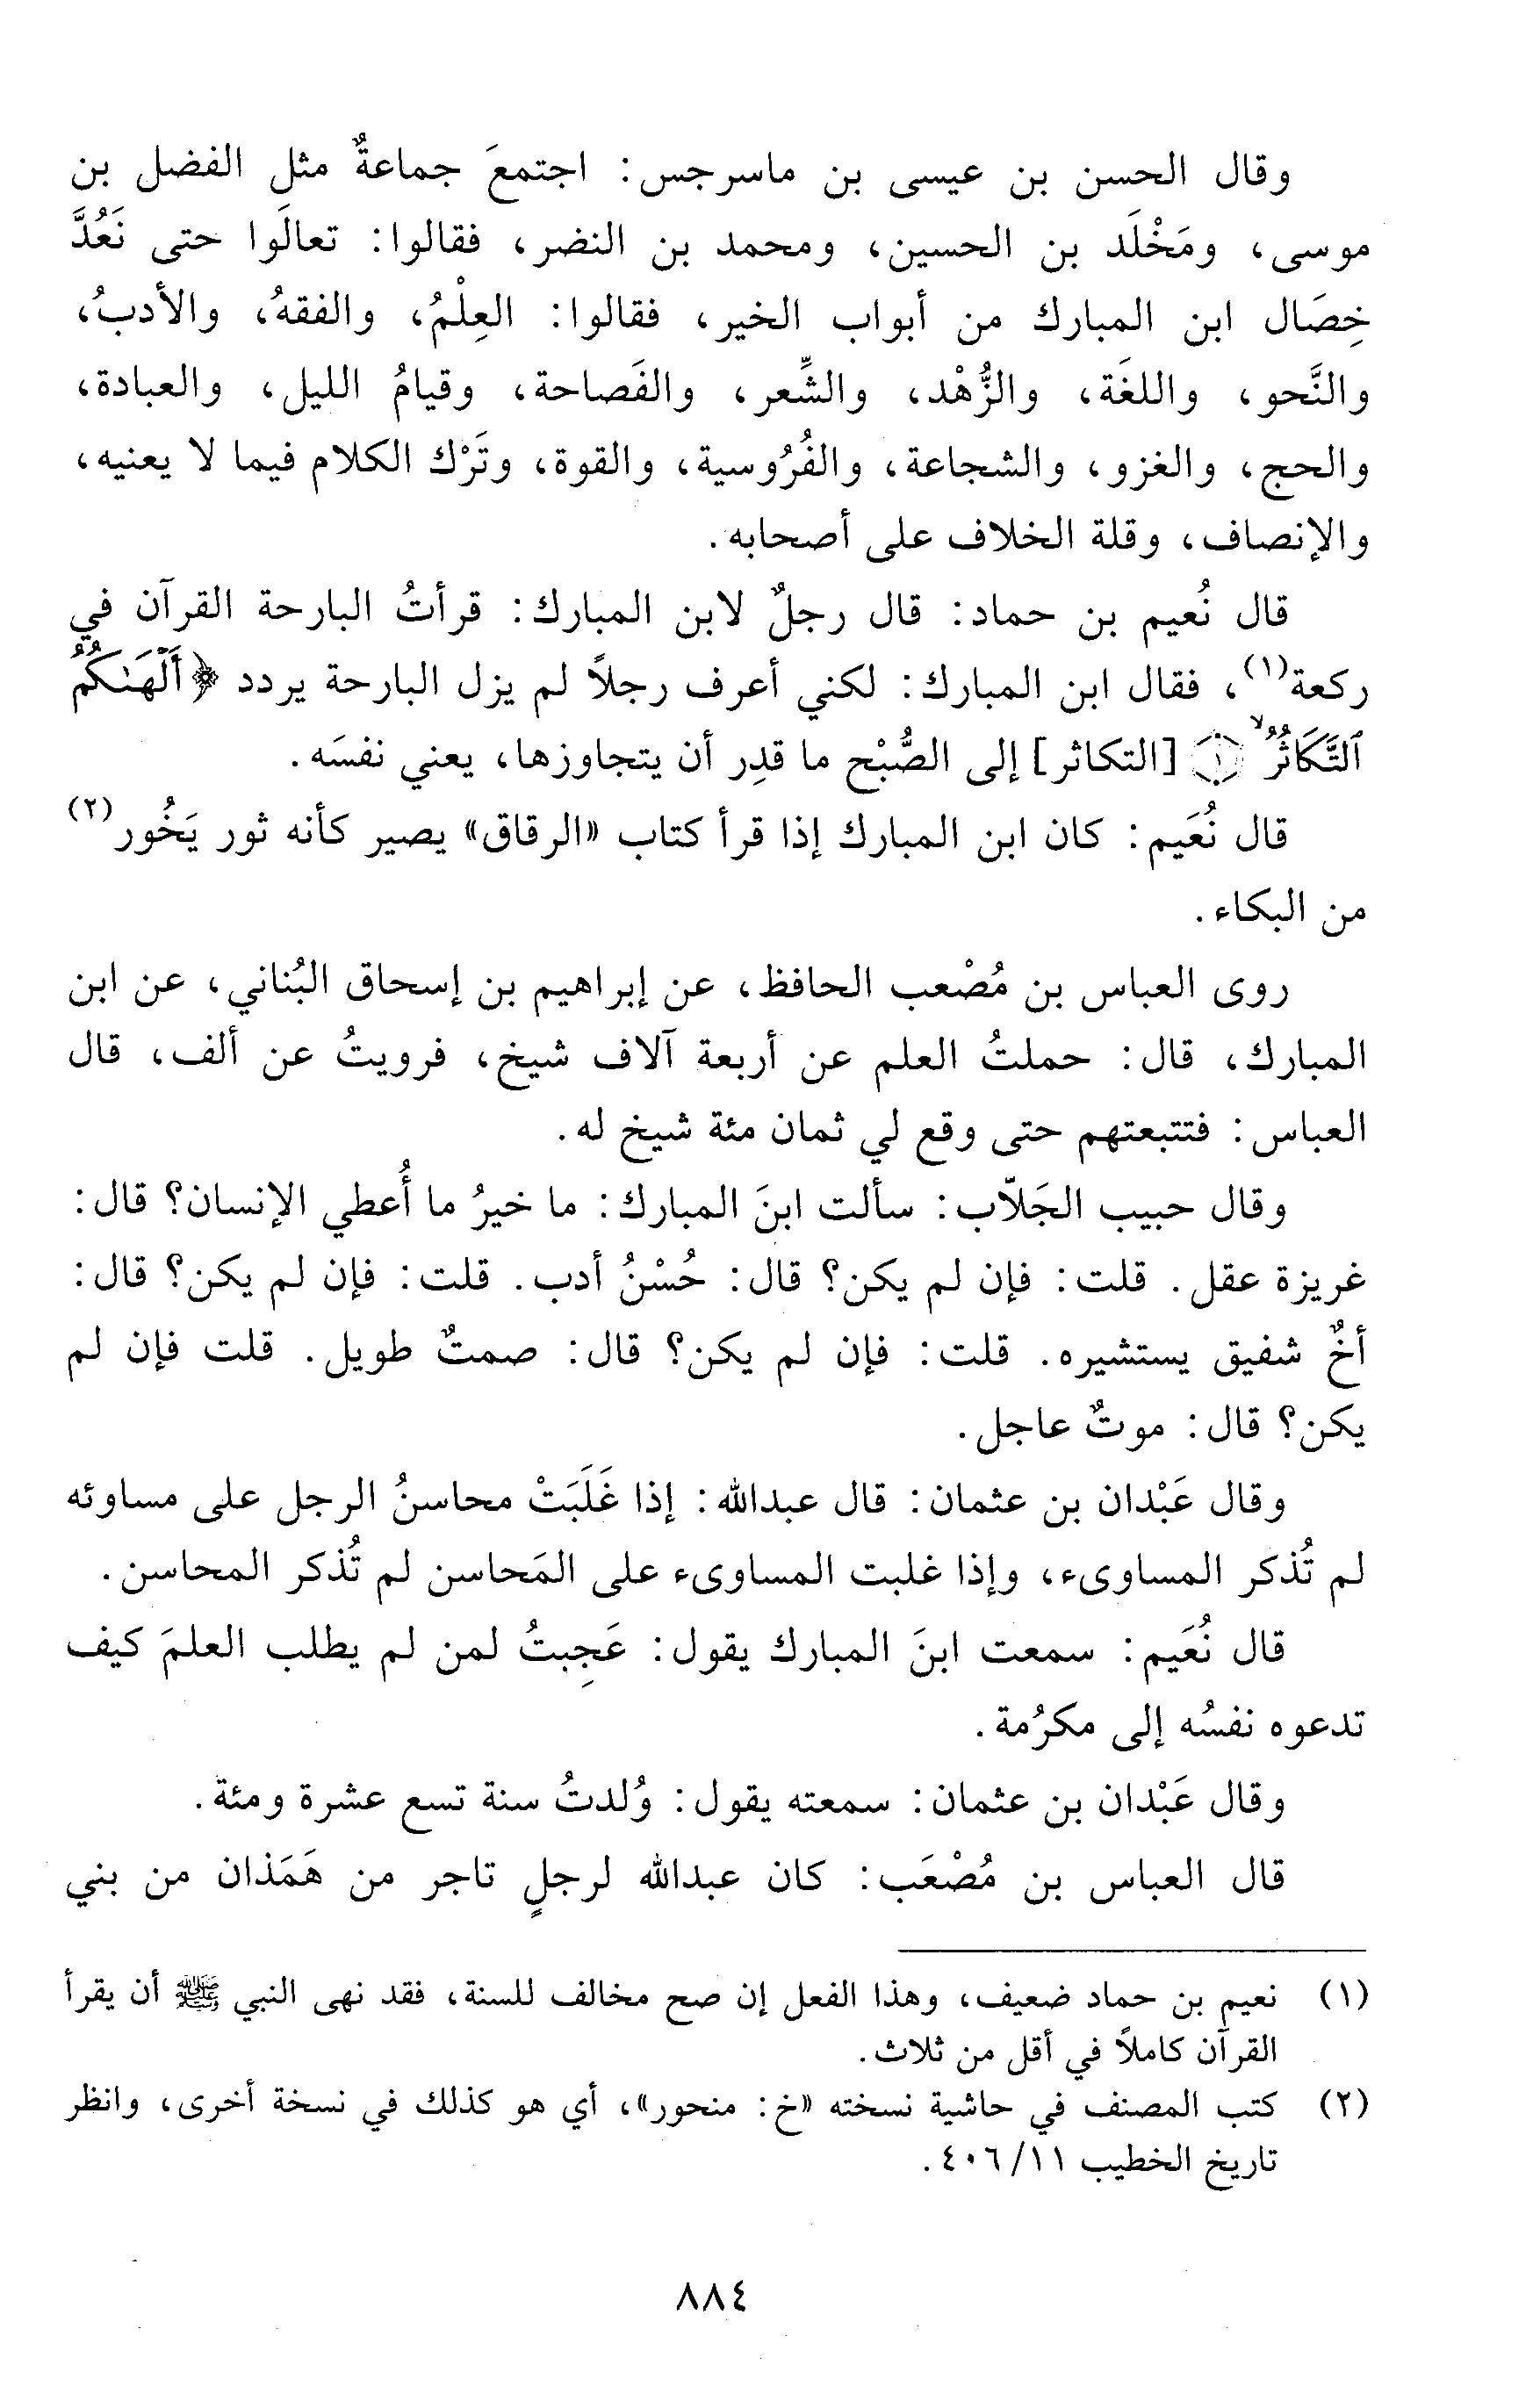 وقال الحسن بن عيسى بن ماسرجس: اجتمعَ جماعةٌ مثل الفضل بن
موسى، ومَخْلَد بن الحسين، ومحمد بن النضر، فقالوا: تعالَوا حتى نَعُدَّ
خِصَال ابن المبارك من أبواب الخير، فقالوا: العِلْمُ، والفقهُ، والأدبُ،
والنَّحو، واللغَة، والزُّهْد، والشِّعر، والفَصاحة، وقيامُ الليل، والعبادة،
والحج، والغزو، والشجاعة، والفُرُوسية، والقوة، وتَرْك الكلام فيما لا يعنيه،
والإنصاف، وقلة الخلاف على أصحابه.
قال نُعيم بن حماد: قال رجلٌ لابن المبارك: قرأتُ البارحة القرآن في
ركعة(١)، فقال ابن المبارك: لكني أعرف رجلاً لم يزل البارحة يردد ﴿أَلْهَىٰكُمُ
ٱلتَّكَاثُرُ ۙ ١﴾ [التكاثر] إلى الصُّبْح ما قدِر أن يتجاوزها، يعني نفسَه.
قال نُعَيم: كان ابن المبارك إذا قرأ كتاب «الرقاق» يصير كأنه ثور يَخُور(٢)
من البكاء.
روى العباس بن مُصْعب الحافظ، عن إبراهيم بن إسحاق البُناني، عن ابن
المبارك، قال: حملتُ العلم عن أربعة آلاف شيخ، فرويتُ عن ألف، قال
العباس: فتتبعتهم حتى وقع لي ثمان مئة شيخ له.
وقال حبيب الجَلاّب: سألت ابنَ المبارك: ما خيرُ ما أُعطي الإنسان؟ قال:
غريزة عقل. قلت: فإن لم يكن؟ قال: حُسْنُ أدب. قلت: فإن لم يكن؟ قال:
أخٌ شفيق يستشيره. قلت: فإن لم يكن؟ قال: صمتٌ طويل. قلت فإن لم
يكن؟ قال: موتٌ عاجل.
وقال عَبْدان بن عثمان: قال عبدالله: إذا غَلَبَتْ محاسنُ الرجل على مساوئه
لم تُذكر المساوىء، وإذا غلبت المساوىء على المَحاسن لم تُذكر المحاسن.
قال نُعَيم: سمعت ابنَ المبارك يقول: عَجِبتُ لمن لم يطلب العلمَ كيف
تدعوه نفسُه إلى مكرُمة.
وقال عَبْدان بن عثمان: سمعته يقول: وُلدتُ سنة تسع عشرة ومئة.
قال العباس بن مُصْعَب: كان عبدالله لرجلٍ تاجر من هَمَذان من بني
(١) نعيم بن حماد ضعيف، وهذا الفعل إن صح مخالف للسنة، فقد نهى النبي ﷺ أن يقرأ
القرآن كاملاً في أقل من ثلاث.
(٢) كتب المصنف في حاشية نسخته «خ: منحور»، أي هو كذلك في نسخة أخرى، وانظر
تاريخ الخطيب ١١/ ٤٠٦.
٨٨٤